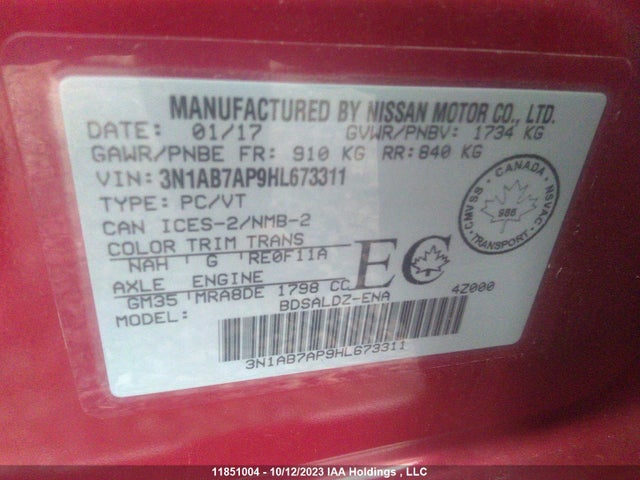 MANUFACTURED BY NISSAN MOTOR CO., LTD.
DATE: 01/17 GVWR/PNBV: 1734 KG
GAWR/PNBE FR: 910 KG RR: 840 KG
VIN: 3N1AB7AP9HL673311
TYPE: PC/VT
CAN ICES-2/NMB-2
COLOR TRIM TRANS
NAH G RE0F11A
AXLE ENGINE
GM35 MRA8DE 1798 CC
EC
MODEL: BDSALDZ-ENA 4Z000
3N1AB7AP9HL673311
CANADA
CMVSS NSVAC
986
TRANSPORT
11851004 - 10/12/2023 IAA Holdings , LLC